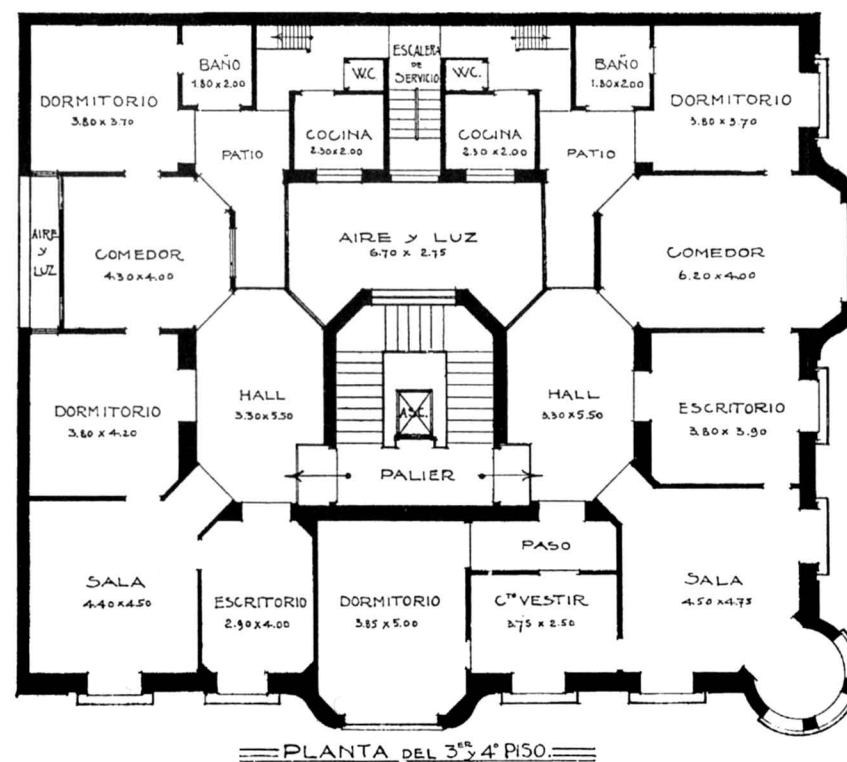 DORMITORIO
3.80 x 3.70
BAÑO
1.80 x 2.00
W.C.
ESCALERA
DE
SERVICIO
W.C.
BAÑO
1.80 x 2.00
DORMITORIO
3.80 x 3.70
PATIO
COCINA
2.30 x 2.00
COCINA
2.30 x 2.00
PATIO
AIRE
Y
LUZ
COMEDOR
4.30 x 4.00
AIRE Y LUZ
6.70 x 2.75
COMEDOR
6.20 x 4.00
DORMITORIO
3.80 x 4.20
HALL
3.30 x 5.50
ASC.
HALL
3.30 x 5.50
ESCRITORIO
3.80 x 3.90
PALIER
SALA
4.40 x 4.50
ESCRITORIO
2.90 x 4.00
DORMITORIO
3.85 x 5.00
PASO
CTO VESTIR
3.75 x 2.50
SALA
4.50 x 4.75
PLANTA DEL 3ER Y 4º PISO.